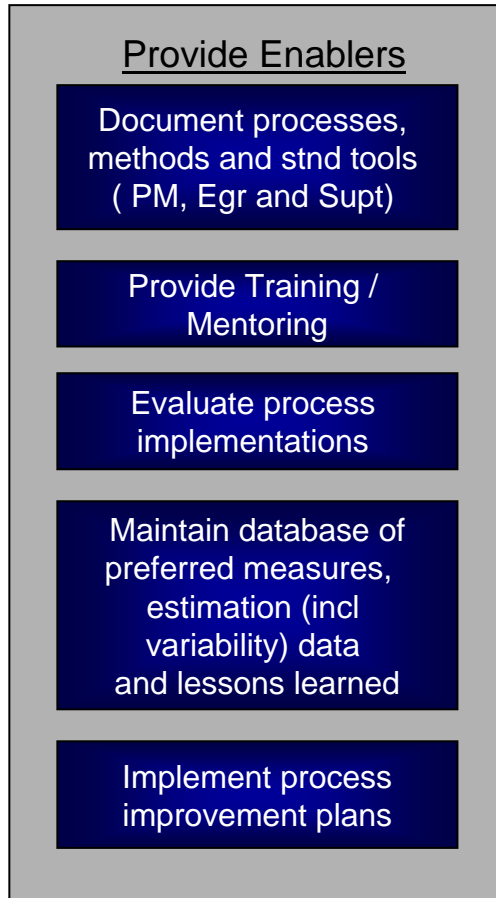 Provide Enablers
Document processes,
methods and stnd tools
( PM, Egr and Supt)
Provide Training /
Mentoring
Evaluate process
implementations
Maintain database of
preferred measures,
estimation (incl
variability) data
and lessons learned
Implement process
improvement plans